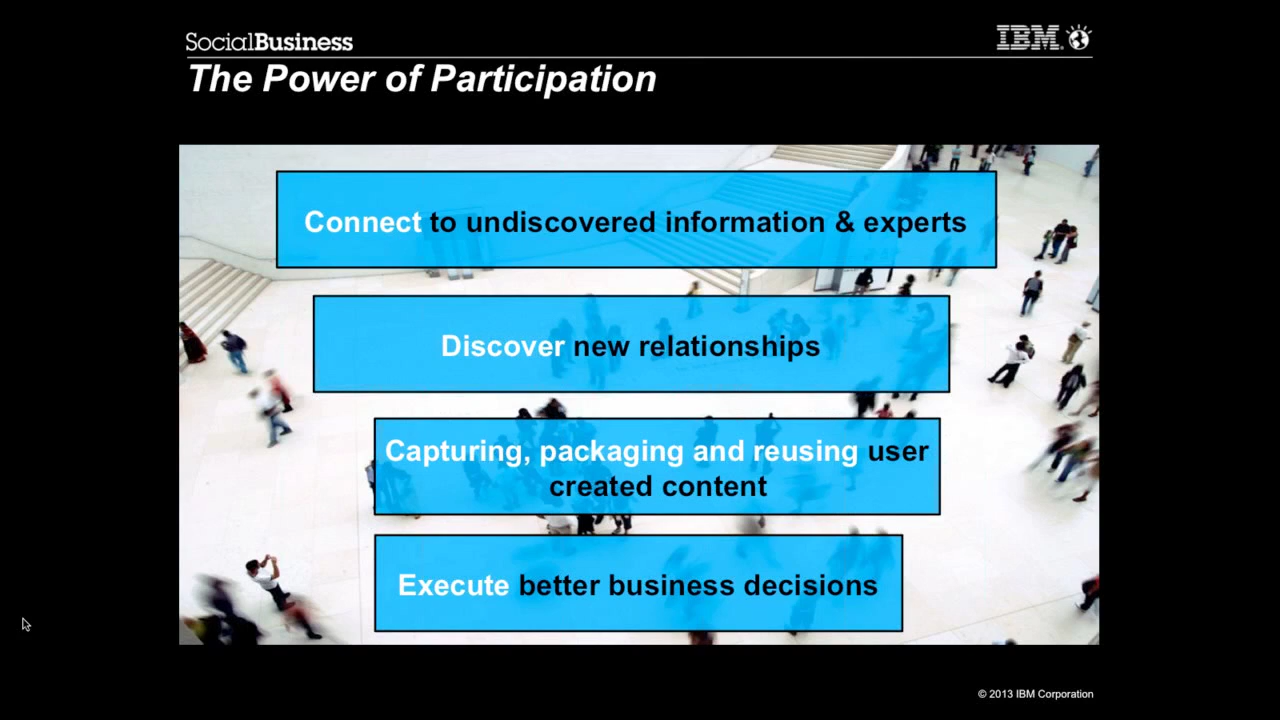 SocialBusiness
IBM
The Power of Participation
Connect to undiscovered information & experts
Discover new relationships
Capturing, packaging and reusing user
created content
Execute better business decisions
© 2013 IBM Corporation